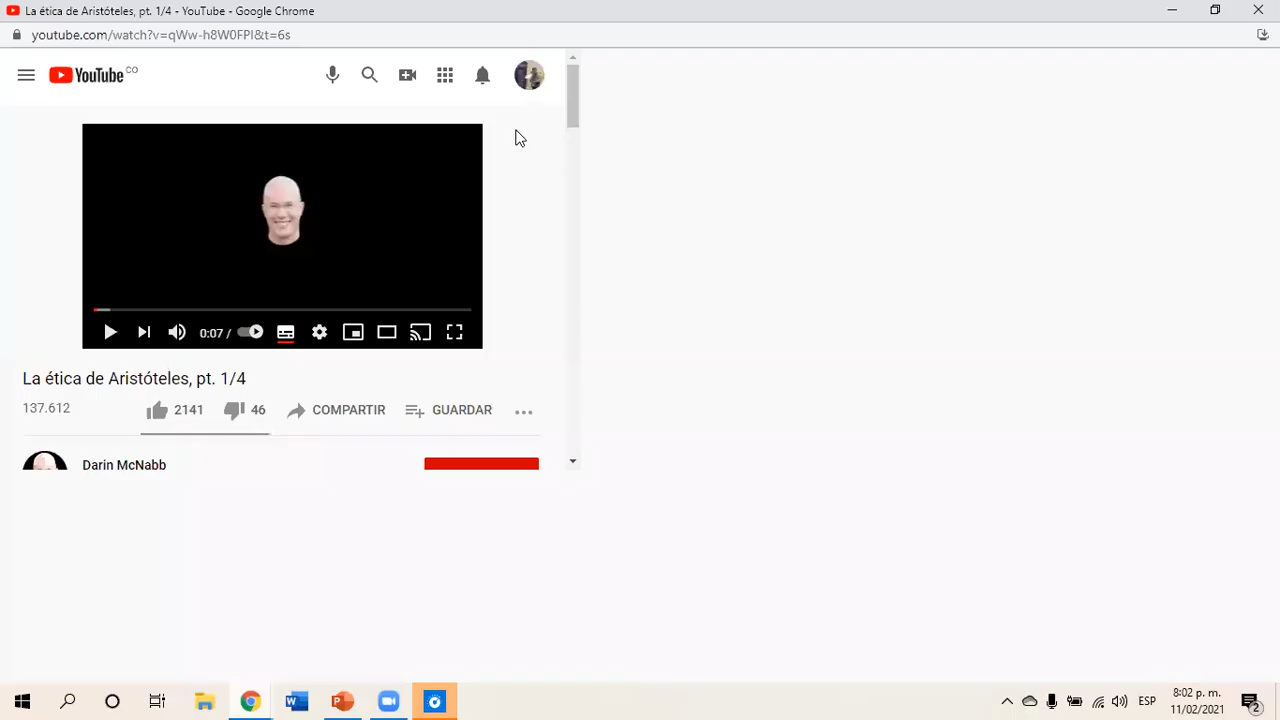 La ética de Aristóteles, pt. 1/4 - YouTube - Google Chrome
youtube.com/watch?v=qWw-h8W0FPI&t=6s
YouTube CO
0:07 /
La ética de Aristóteles, pt. 1/4
137.612
2141
46
COMPARTIR
GUARDAR
Darin McNabb
ESP
8:02 p. m.
11/02/2021
2